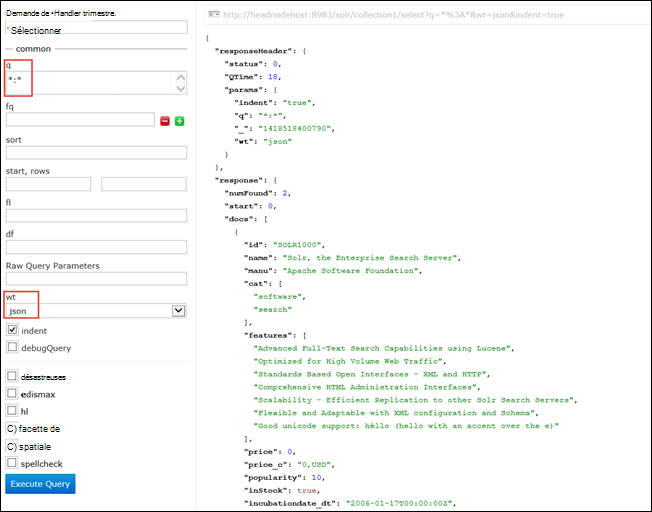 Demande de •Handler trimestre.
' Sélectionner
common
q
*:*
fq
sort
start, rows
fl
df
Raw Query Parameters
wt
json
indent
debugQuery
désastreuses
edismax
hl
C) facette de
C) spatiale
spellcheck
Execute Query
http://headnodehost:8983/solr/collection1/select?q=*%3A*&wt=json&indent=true
{
"responseHeader": {
"status": 0,
"QTime": 18,
"params": {
"indent": "true",
"q": "*:*",
"_": "1418518400790",
"wt": "json"
}
},
"response": {
"numFound": 2,
"start": 0,
"docs": [
{
"id": "SOLR1000",
"name": "Solr, the Enterprise Search Server",
"manu": "Apache Software Foundation",
"cat": [
"software",
"search"
],
"features": [
"Advanced Full-Text Search Capabilities using Lucene",
"Optimized for High Volume Web Traffic",
"Standards Based Open Interfaces - XML and HTTP",
"Comprehensive HTML Administration Interfaces",
"Scalability - Efficient Replication to other Solr Search Servers",
"Flexible and Adaptable with XML configuration and Schema",
"Good unicode support: héllo (hello with an accent over the e)"
],
"price": 0,
"price_c": "0,USD",
"popularity": 10,
"inStock": true,
"incubationdate_dt": "2006-01-17T00:00:00Z",